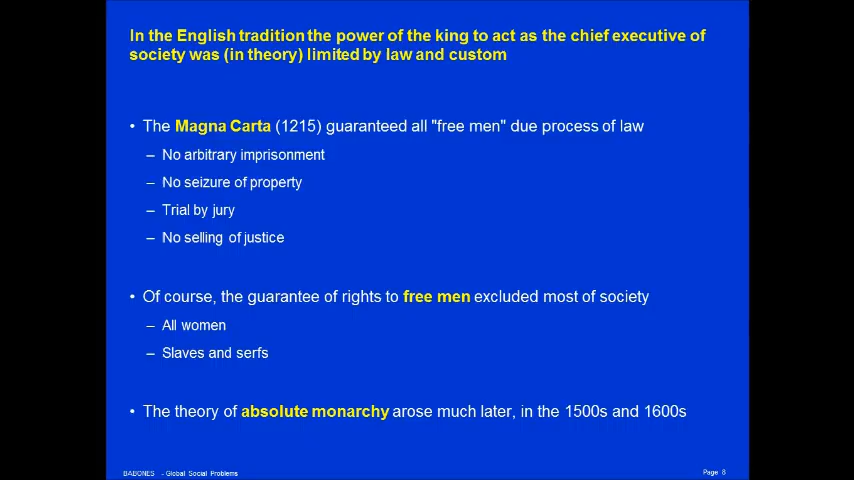 In the English tradition the power of the king to act as the chief executive of
society was (in theory) limited by law and custom
• The Magna Carta (1215) guaranteed all "free men" due process of law
– No arbitrary imprisonment
– No seizure of property
– Trial by jury
– No selling of justice
• Of course, the guarantee of rights to free men excluded most of society
– All women
– Slaves and serfs
• The theory of absolute monarchy arose much later, in the 1500s and 1600s
BABONES - Global Social Problems
Page 8